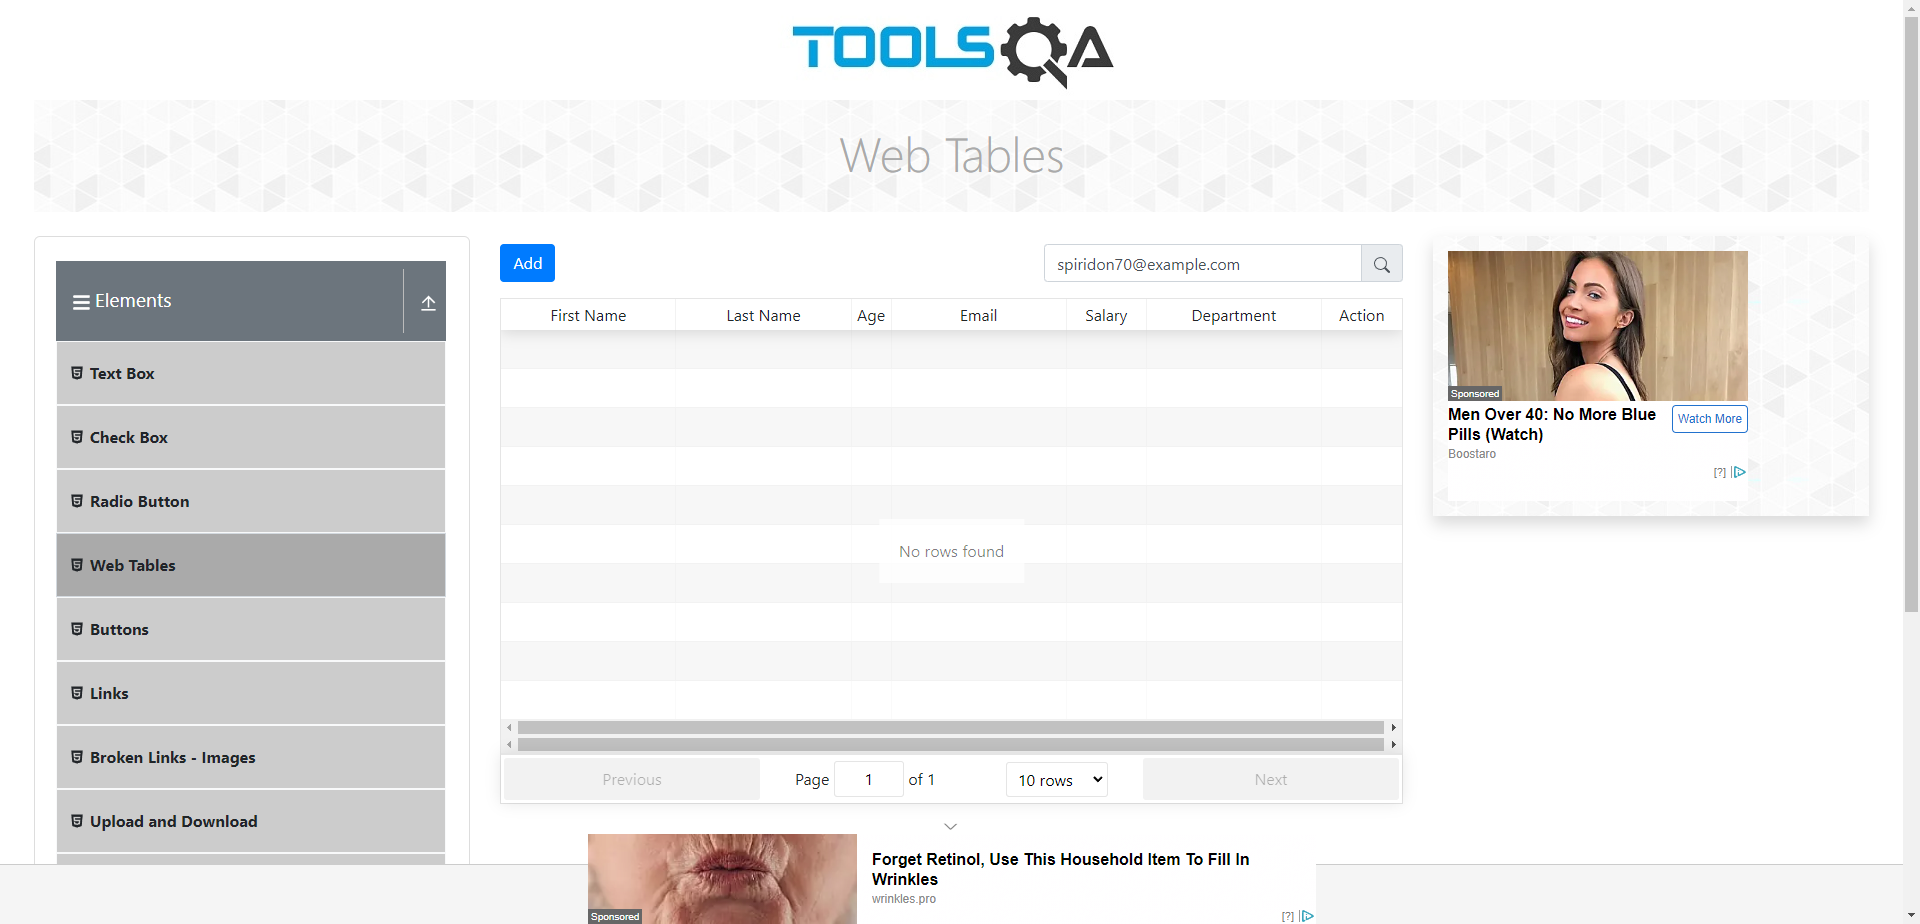 TOOLSQA
Web Tables
Elements
Text Box
Check Box
Radio Button
Web Tables
Buttons
Links
Broken Links - Images
Upload and Download
Add
spiridon70@example.com
First Name Last Name Age Email Salary Department Action
No rows found
Previous Page 1 of 1 10 rows Next
Sponsored
Men Over 40: No More Blue
Pills (Watch)
Watch More
Boostaro
[?]
Forget Retinol, Use This Household Item To Fill In
Wrinkles
wrinkles.pro
Sponsored
[?]